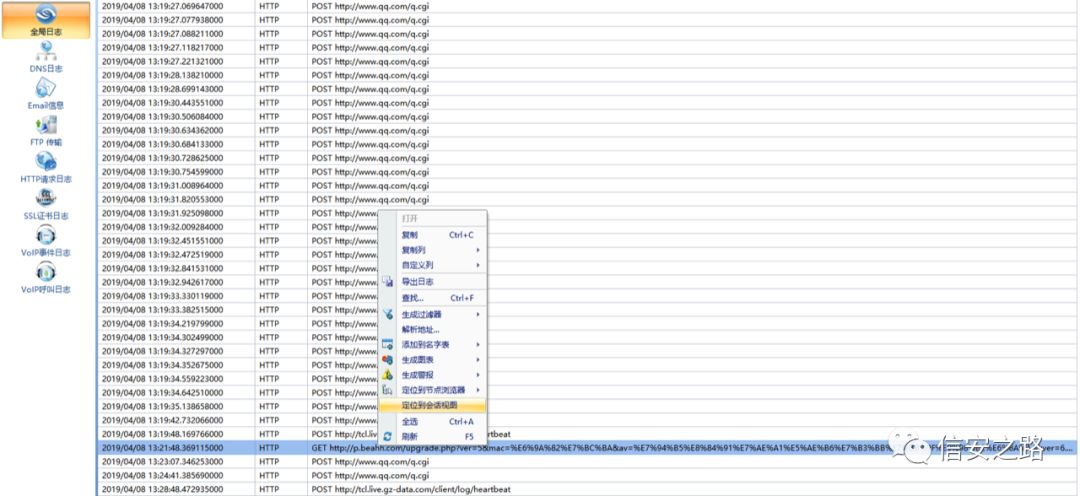 全局日志
DNS日志
Email信息
FTP 传输
HTTP请求日志
SSL证书日志
VoIP事件日志
VoIP呼叫日志
2019/04/08 13:19:27.069647000 HTTP POST http://www.qq.com/q.cgi
2019/04/08 13:19:27.077938000 HTTP POST http://www.qq.com/q.cgi
2019/04/08 13:19:27.088211000 HTTP POST http://www.qq.com/q.cgi
2019/04/08 13:19:27.118217000 HTTP POST http://www.qq.com/q.cgi
2019/04/08 13:19:27.221321000 HTTP POST http://www.qq.com/q.cgi
2019/04/08 13:19:28.138210000 HTTP POST http://www.qq.com/q.cgi
2019/04/08 13:19:28.699143000 HTTP POST http://www.qq.com/q.cgi
2019/04/08 13:19:30.443551000 HTTP POST http://www.qq.com/q.cgi
2019/04/08 13:19:30.506084000 HTTP POST http://www.qq.com/q.cgi
2019/04/08 13:19:30.634362000 HTTP POST http://www.qq.com/q.cgi
2019/04/08 13:19:30.684133000 HTTP POST http://www.qq.com/q.cgi
2019/04/08 13:19:30.728625000 HTTP POST http://www.qq.com/q.cgi
2019/04/08 13:19:30.754599000 HTTP POST http://www.qq.com/q.cgi
2019/04/08 13:19:31.008964000 HTTP POST http://www.qq.com/q.cgi
2019/04/08 13:19:31.820553000 HTTP POST http://www.qq.com/q.cgi
2019/04/08 13:19:31.925098000 HTTP POST http://www.
2019/04/08 13:19:32.009284000 HTTP POST http://www.
2019/04/08 13:19:32.451551000 HTTP POST http://www.
2019/04/08 13:19:32.472519000 HTTP POST http://www.
2019/04/08 13:19:32.841531000 HTTP POST http://www.
2019/04/08 13:19:32.942617000 HTTP POST http://www.
2019/04/08 13:19:33.330119000 HTTP POST http://www.
2019/04/08 13:19:33.382515000 HTTP POST http://www.
2019/04/08 13:19:34.219799000 HTTP POST http://www.
2019/04/08 13:19:34.302499000 HTTP POST http://www.
2019/04/08 13:19:34.327297000 HTTP POST http://www.
2019/04/08 13:19:34.352675000 HTTP POST http://www.
2019/04/08 13:19:34.559223000 HTTP POST http://www.
2019/04/08 13:19:34.642510000 HTTP POST http://www.
2019/04/08 13:19:35.138658000 HTTP POST http://www.
2019/04/08 13:19:42.732066000 HTTP POST http://www.
2019/04/08 13:19:48.169766000 HTTP POST http://tcl.liv rtbeat
2019/04/08 13:21:48.369115000 HTTP GET http://p.beahh.com/upgrade.php?ver=5&mac=%E6%9A%82%E7%BC%BA&av=%E7%94%B5%E8%84%91%E7%AE%A1%E5%AE%B6%E7%B3%BB%
2019/04/08 13:23:07.346253000 HTTP POST http://www.qq.com/q.cgi
2019/04/08 13:24:41.385690000 HTTP POST http://www.qq.com/q.cgi
2019/04/08 13:28:48.472935000 HTTP POST http://tcl.live.gz-data.com/client/log/heartbeat
打开
复制 Ctrl+C
复制列
自定义列
导出日志
查找... Ctrl+F
生成过滤器
解析地址...
添加到名字表
生成图表
生成警报
定位到节点浏览器
定位到会话视图
全选 Ctrl+A
刷新 F5
信安之路